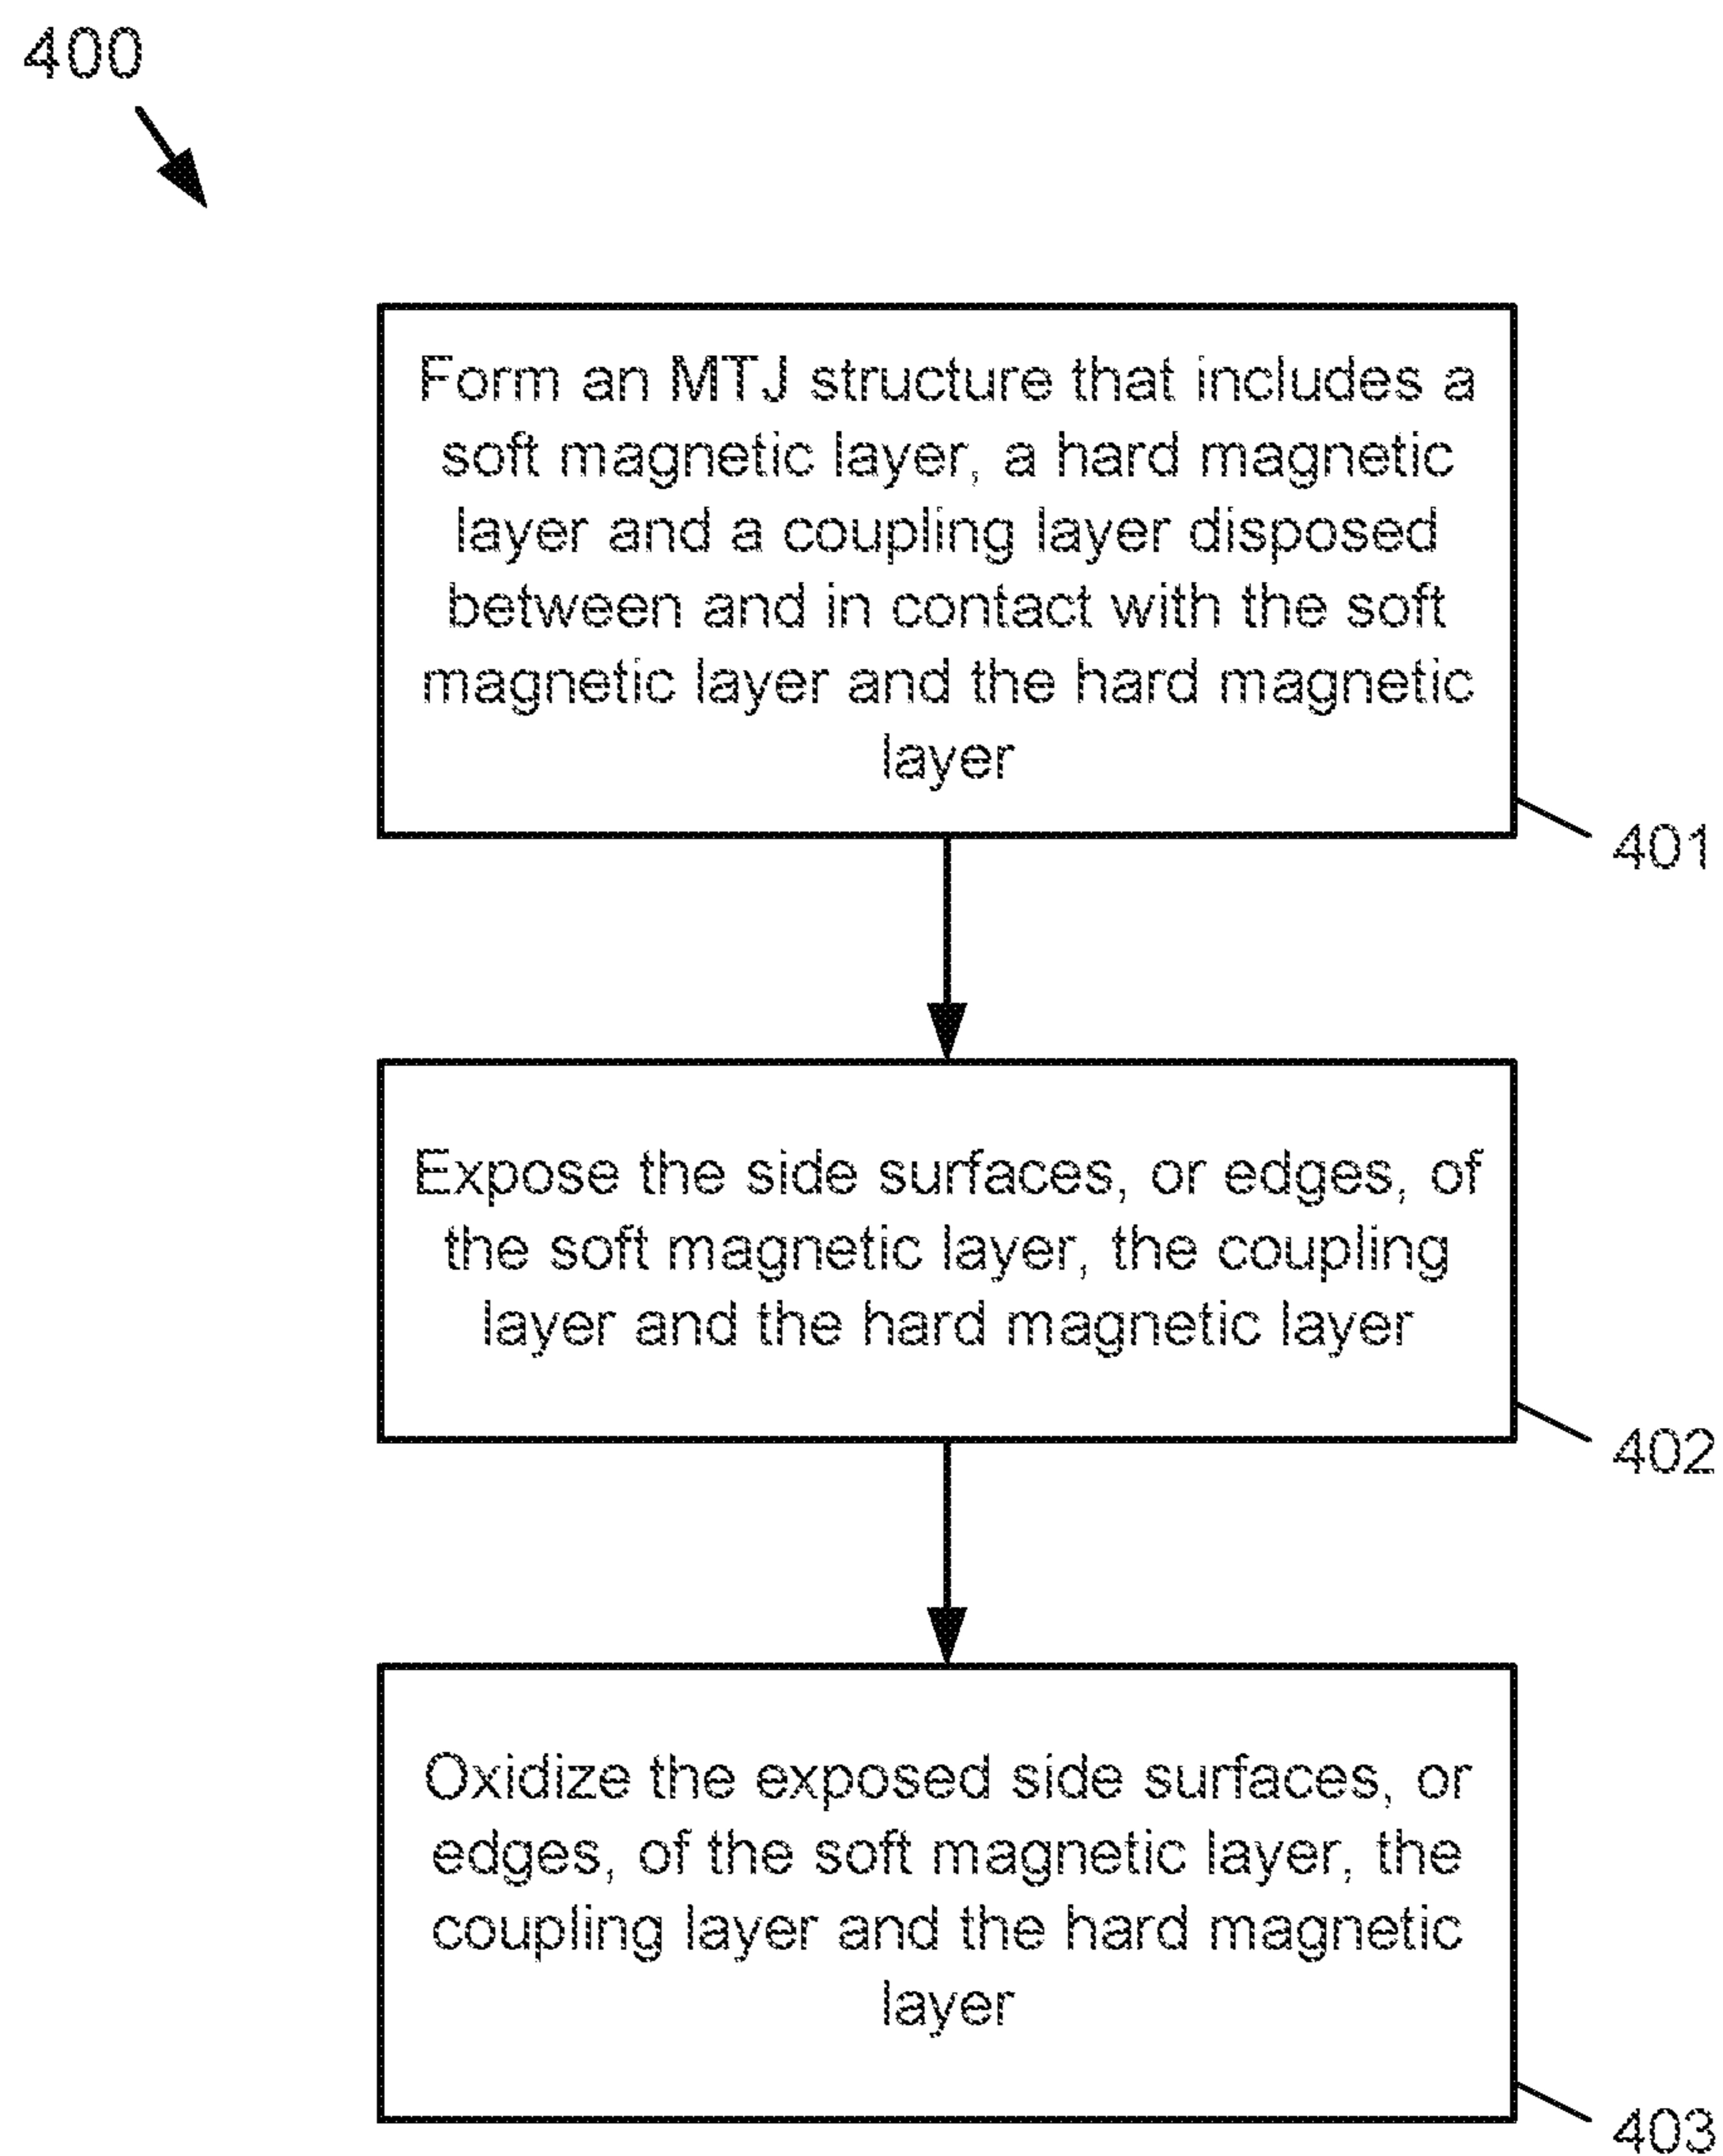 400
Form an MTJ structure that includes a
soft magnetic layer, a hard magnetic
layer and a coupling layer disposed
between and in contact with the soft
magnetic layer and the hard magnetic
layer
401
Expose the side surfaces, or edges, of
the soft magnetic layer, the coupling
layer and the hard magnetic layer
402
Oxidize the exposed side surfaces, or
edges, of the soft magnetic layer, the
coupling layer and the hard magnetic
layer
403